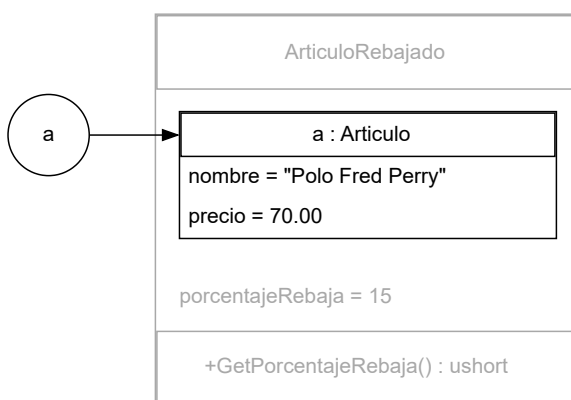 ArticuloRebajado
a
a : Articulo
nombre = "Polo Fred Perry"
precio = 70.00
porcentajeRebaja = 15
+GetPorcentajeRebaja() : ushort